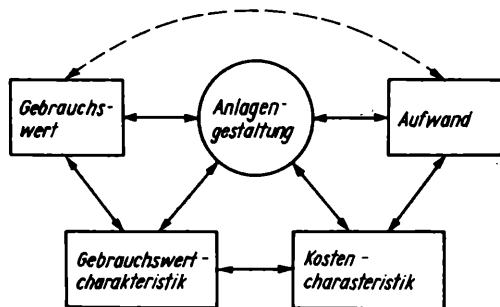 Gebrauchs-
wert
Anlagen-
gestaltung
Aufwand
Gebrauchswert-
charakteristik
Kosten-
charasteristik